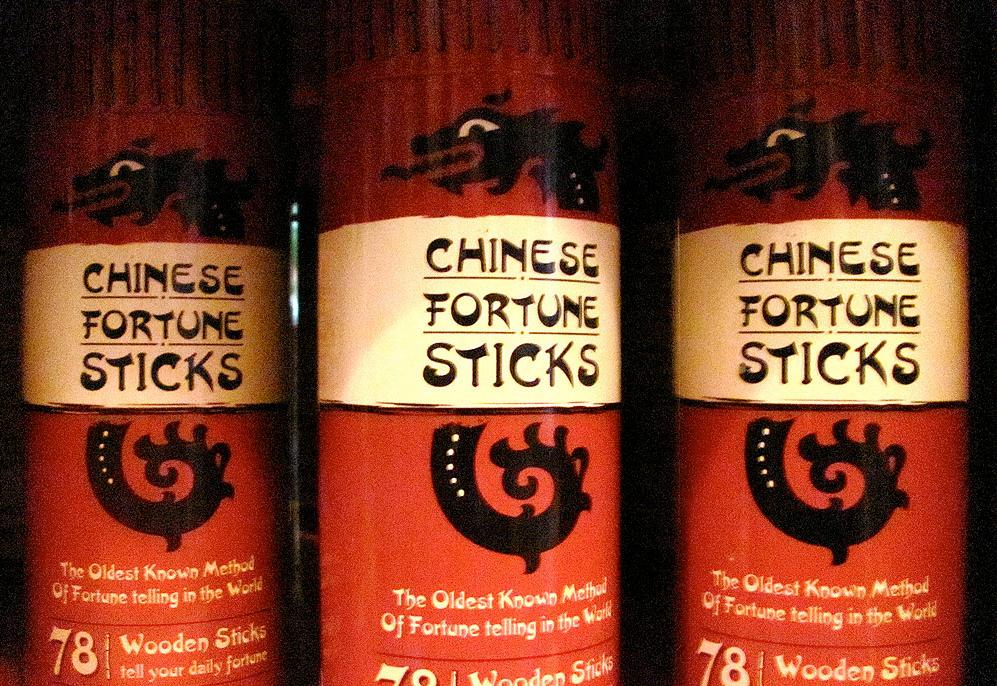 CHINESE
FORTUNE
STICKS
The Oldest Known Method
Of Fortune telling in the World
78 Wooden Sticks
tell your daily fortune
CHINESE
FORTUNE
STICKS
The Oldest Known Method
Of Fortune telling in the World
78 Wooden Sticks
CHINESE
FORTUNE
STICKS
The Oldest Known Method
Of Fortune telling in the World
78 Wooden Sticks